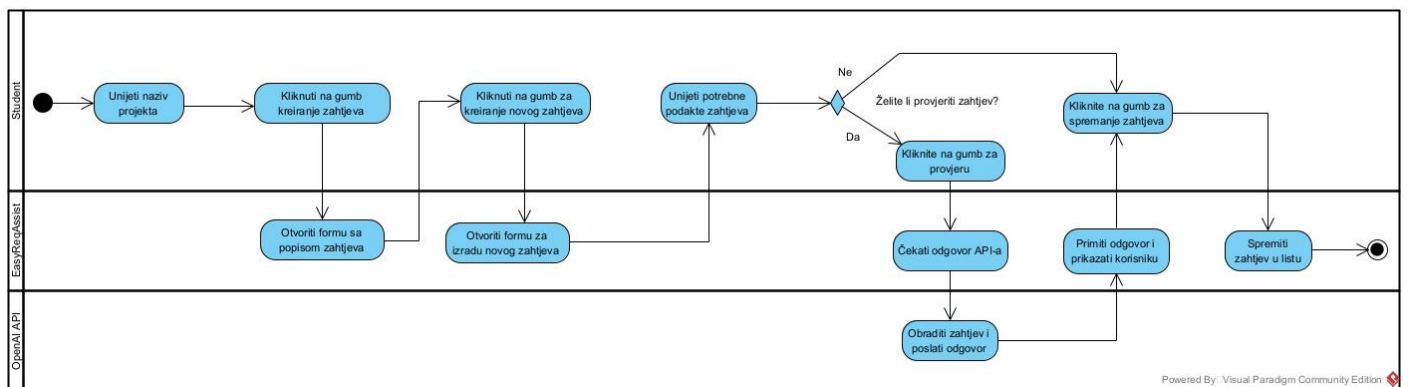 Student
Unijeti naziv
projekta
Kliknuti na gumb
kreiranje zahtjeva
Kliknuti na gumb za
kreiranje novog zahtjeva
Unijeti potrebne
podakte zahtjeva
Ne
Želite li provjeriti zahtjev?
Da
Kliknite na gumb za
provjeru
Kliknite na gumb za
spremanje zahtjeva
EasyReqAssist
Otvoriti formu sa
popisom zahtjeva
Otvoriti formu za
izradu novog zahtjeva
Čekati odgovor API-a
Primiti odgovor i
prikazati korisniku
Spremiti
zahtjev u listu
OpenAI API
Obraditi zahtjev i
poslati odgovor
Powered By Visual Paradigm Community Edition